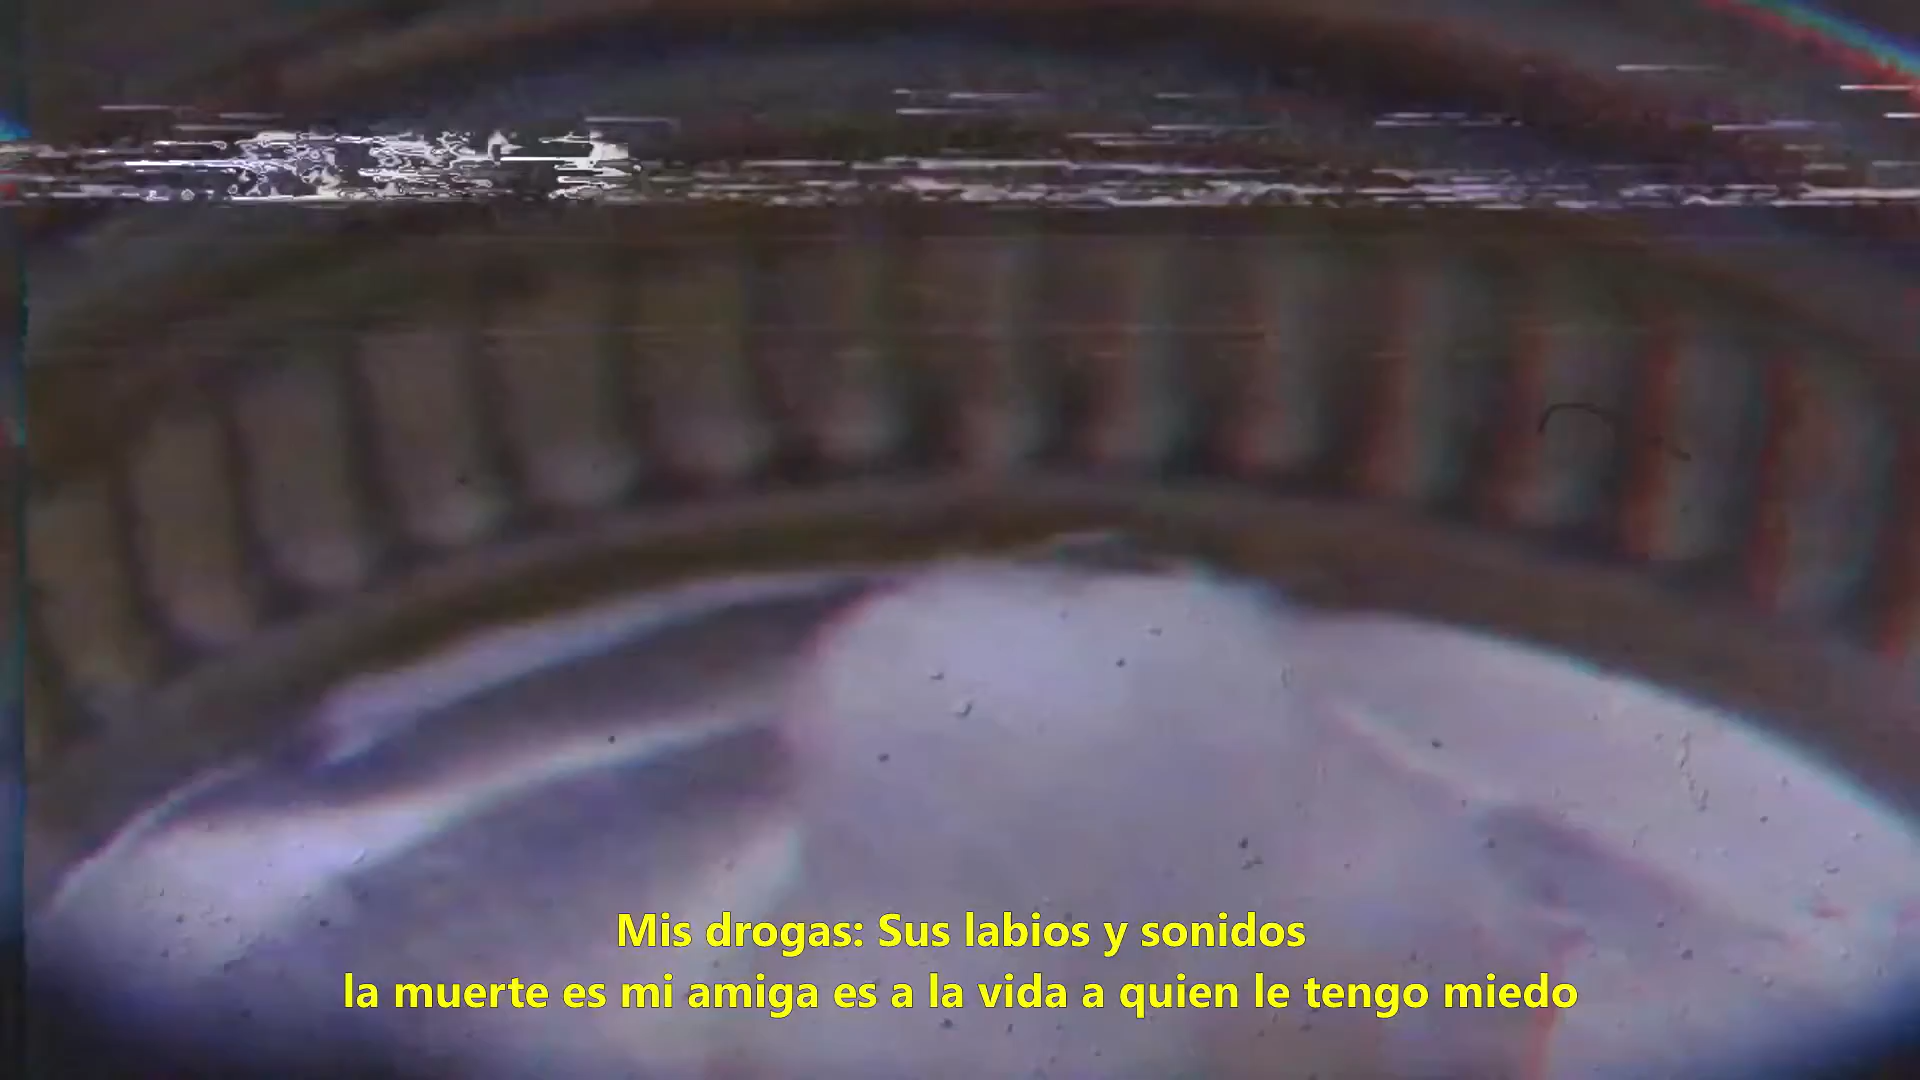 Mis drogas: Sus labios y sonidos
la muerte es mi amiga es a la vida a quien le tengo miedo